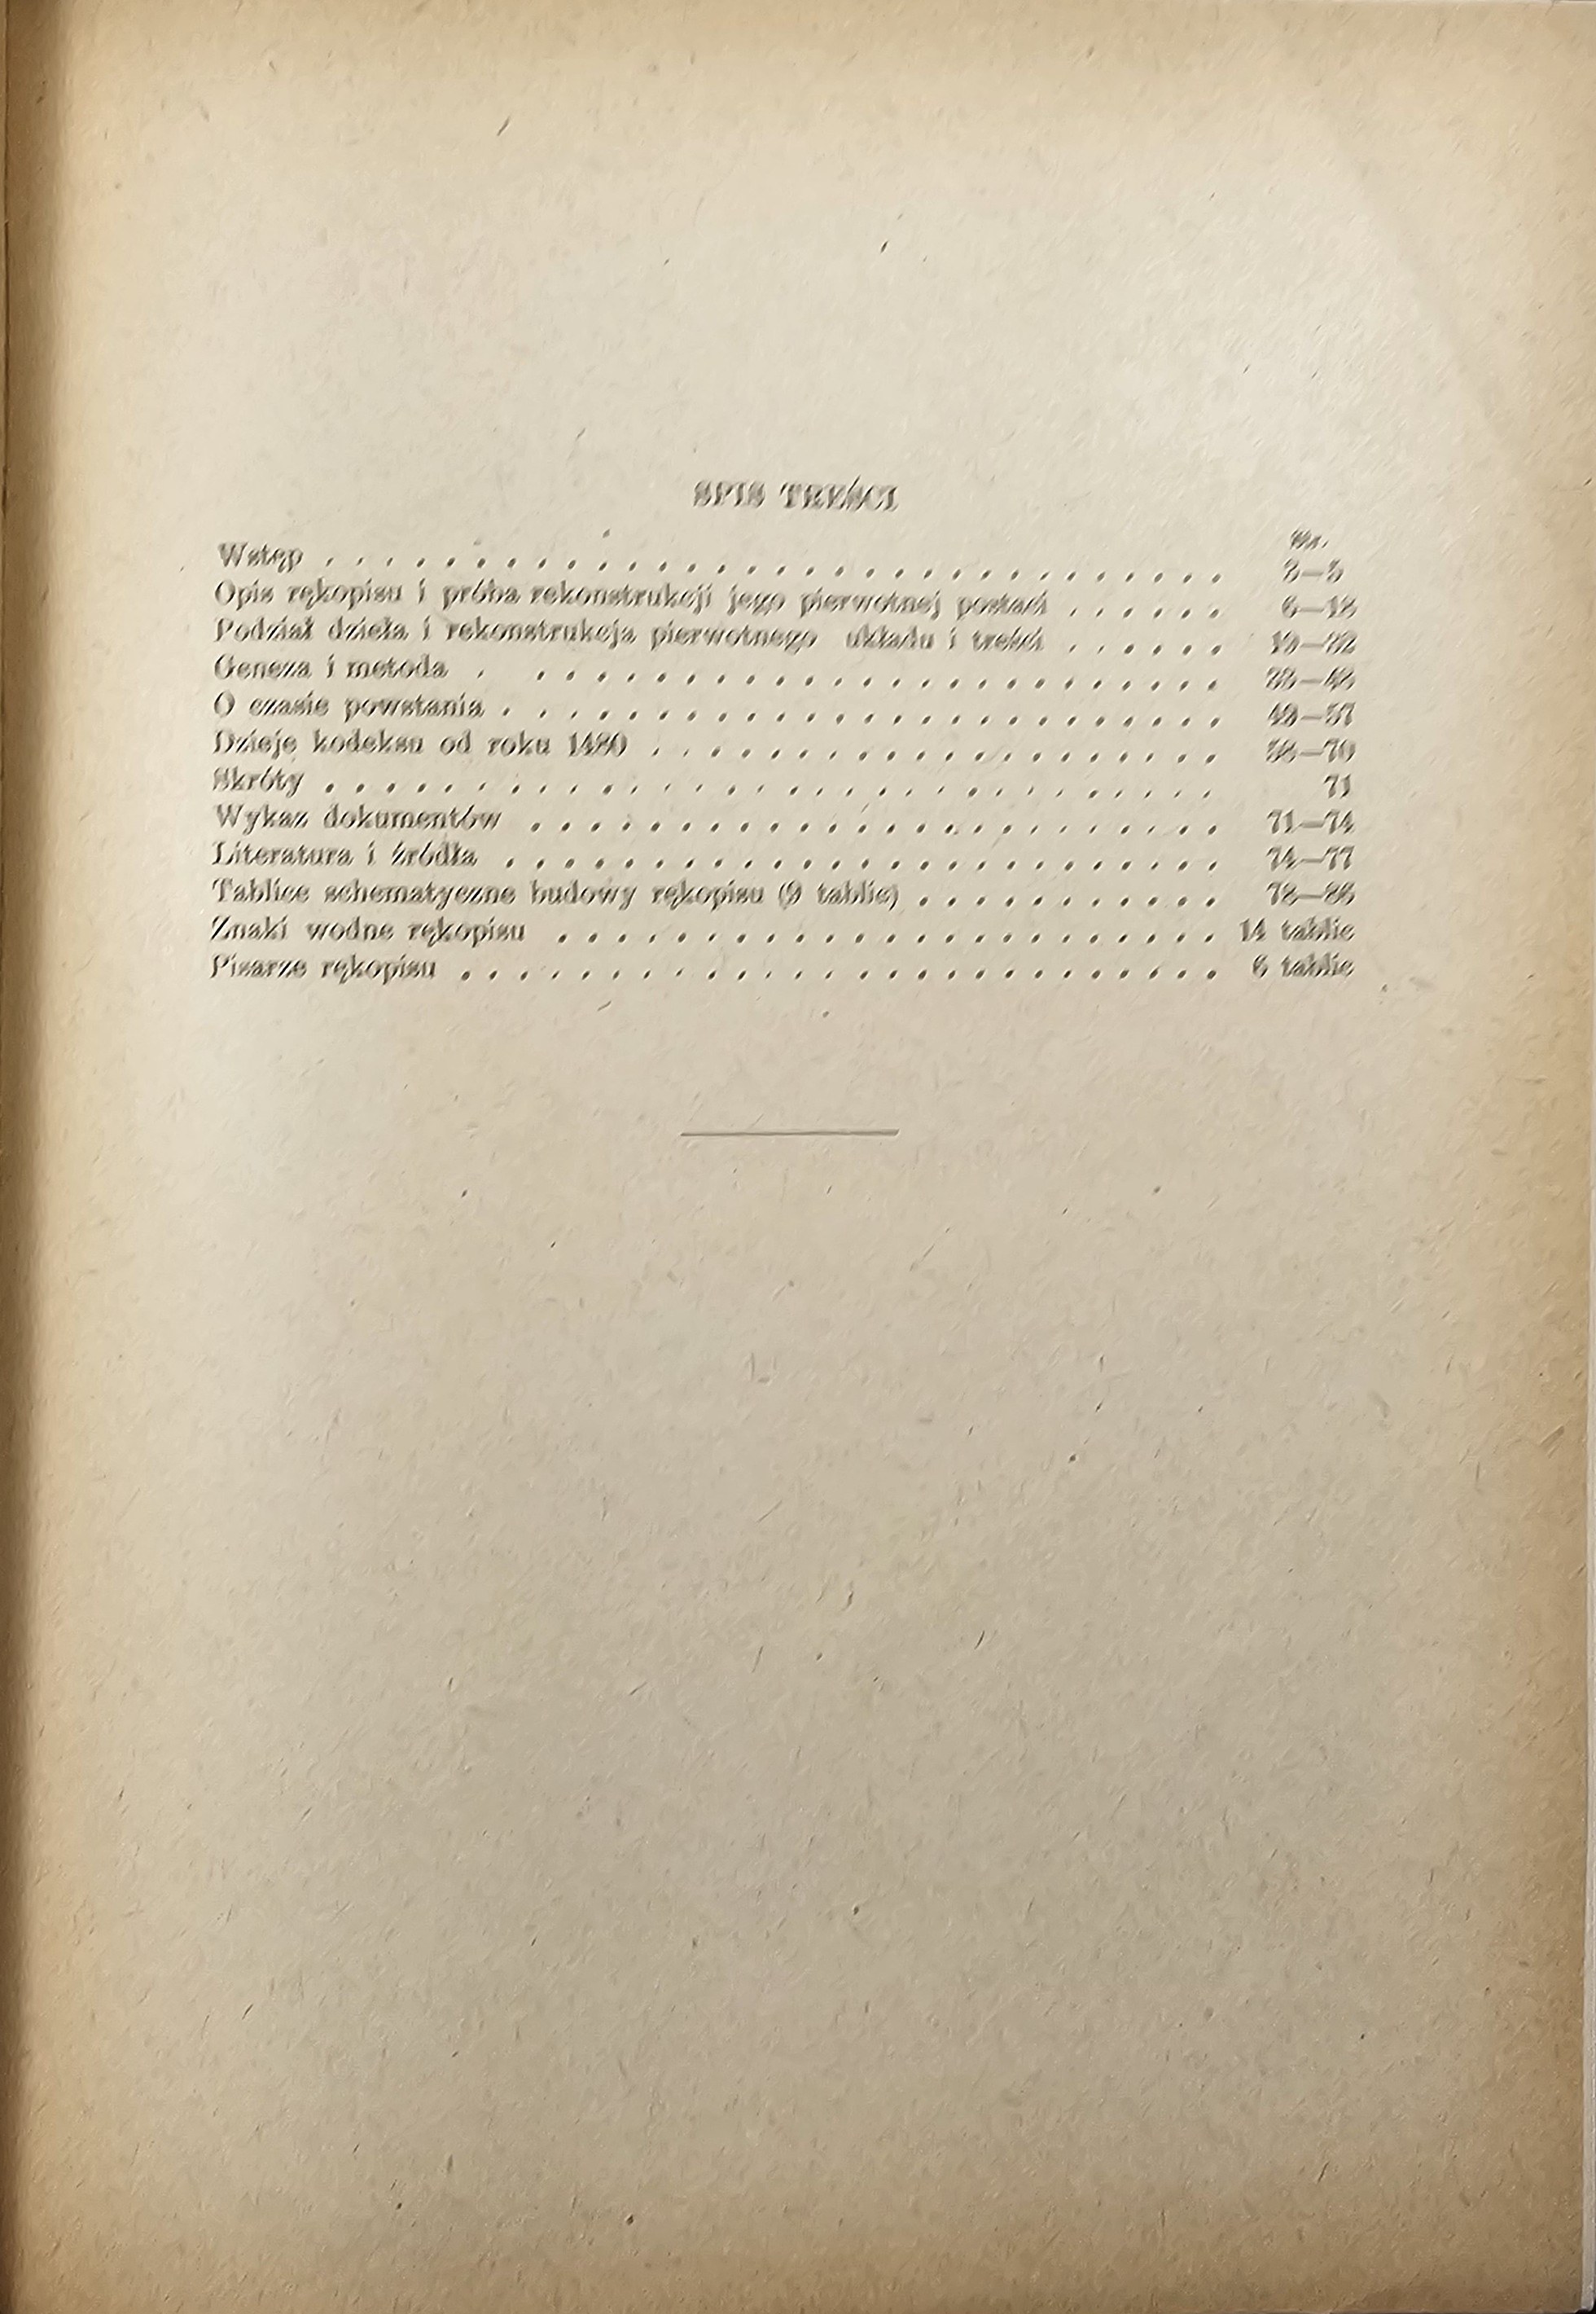 SPIS TREŚCI
Str.
Wstęp . . . . . . . . . . . . . . . . . . . . . . . . . . . . . . . 3—5
Opis rękopisu i próba rekonstrukcji jego pierwotnej postaci . . . . . . 6—18
Podział dzieła i rekonstrukcja pierwotnego układu i treści . . . . . . 19—32
Geneza i metoda . . . . . . . . . . . . . . . . . . . . . . . . . 33—48
O czasie powstania . . . . . . . . . . . . . . . . . . . . . . . . . 49—57
Dzieje kodeksu od roku 1480 . . . . . . . . . . . . . . . . . . . . 58—70
Skróty . . . . . . . . . . . . . . . . . . . . . . . . . . . . . . 71
Wykaz dokumentów . . . . . . . . . . . . . . . . . . . . . . . . 71—74
Literatura i źródła . . . . . . . . . . . . . . . . . . . . . . . . . 74—77
Tablice schematyczne budowy rękopisu (9 tablic) . . . . . . . . . . . 78—86
Znaki wodne rękopisu . . . . . . . . . . . . . . . . . . . . . . . 14 tablic
Pisarze rękopisu . . . . . . . . . . . . . . . . . . . . . . . . . . 6 tablic